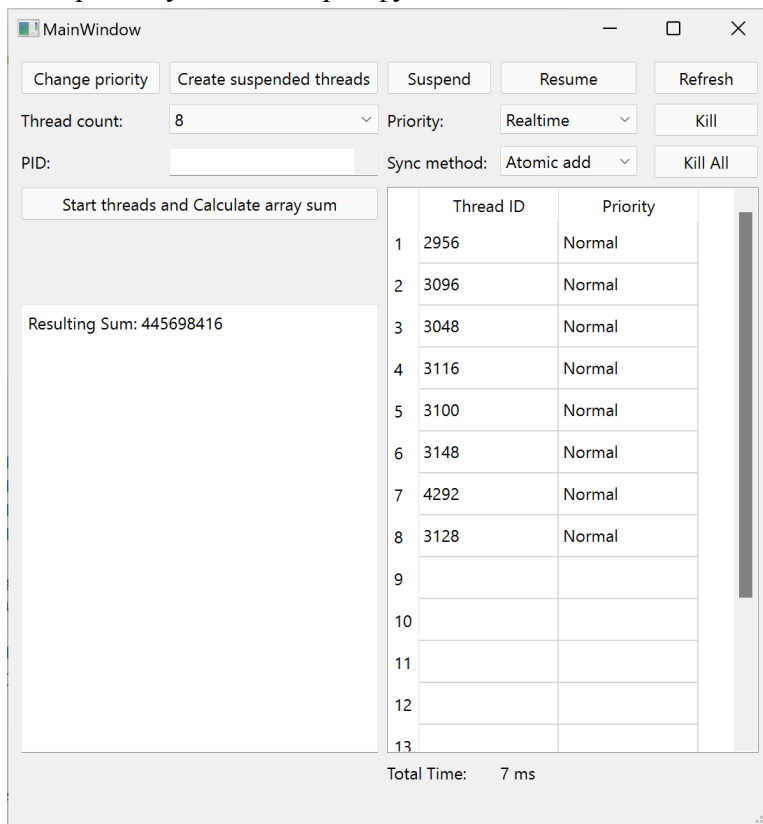 MainWindow
Change priority Create suspended threads Suspend Resume Refresh
Thread count: 8 Priority: Realtime Kill
PID: Sync method: Atomic add Kill All
Start threads and Calculate array sum
Thread ID Priority
1 2956 Normal
2 3096 Normal
Resulting Sum: 445698416
3 3048 Normal
4 3116 Normal
5 3100 Normal
6 3148 Normal
7 4292 Normal
8 3128 Normal
9
10
11
12
13
Total Time: 7 ms